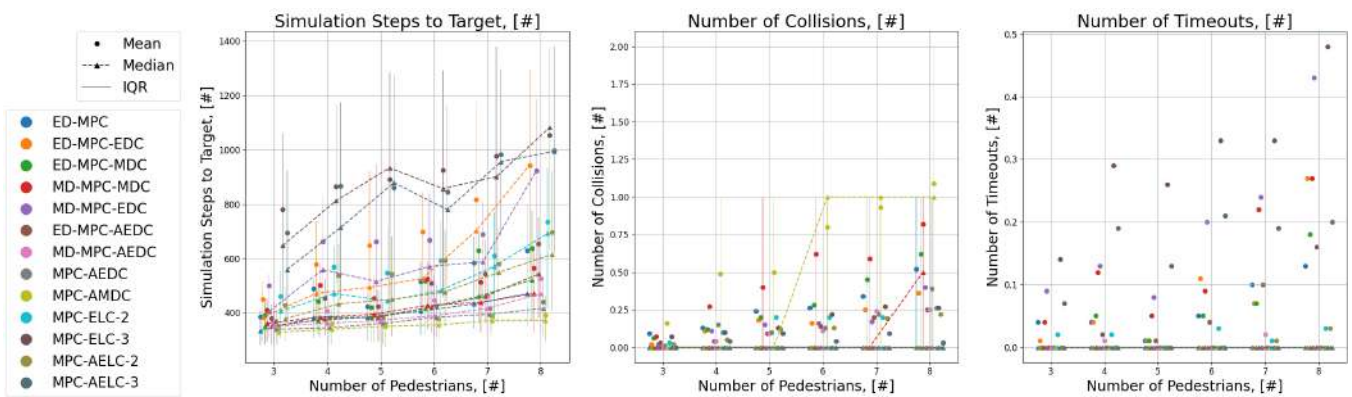 Mean
Median
IQR
ED-MPC
ED-MPC-EDC
ED-MPC-MDC
MD-MPC-MDC
MD-MPC-EDC
ED-MPC-AEDC
MD-MPC-AEDC
MPC-AEDC
MPC-AMDC
MPC-ELC-2
MPC-ELC-3
MPC-AELC-2
MPC-AELC-3
Simulation Steps to Target, [#]
Simulation Steps to Target, [#]
1400
1200
1000
800
600
400
3 4 5 6 7 8
Number of Pedestrians, [#]
Number of Collisions, [#]
Number of Collisions, [#]
2.00
1.75
1.50
1.25
1.00
0.75
0.50
0.25
0.00
3 4 5 6 7 8
Number of Pedestrians, [#]
Number of Timeouts, [#]
Number of Timeouts, [#]
0.5
0.4
0.3
0.2
0.1
0.0
3 4 5 6 7 8
Number of Pedestrians, [#]